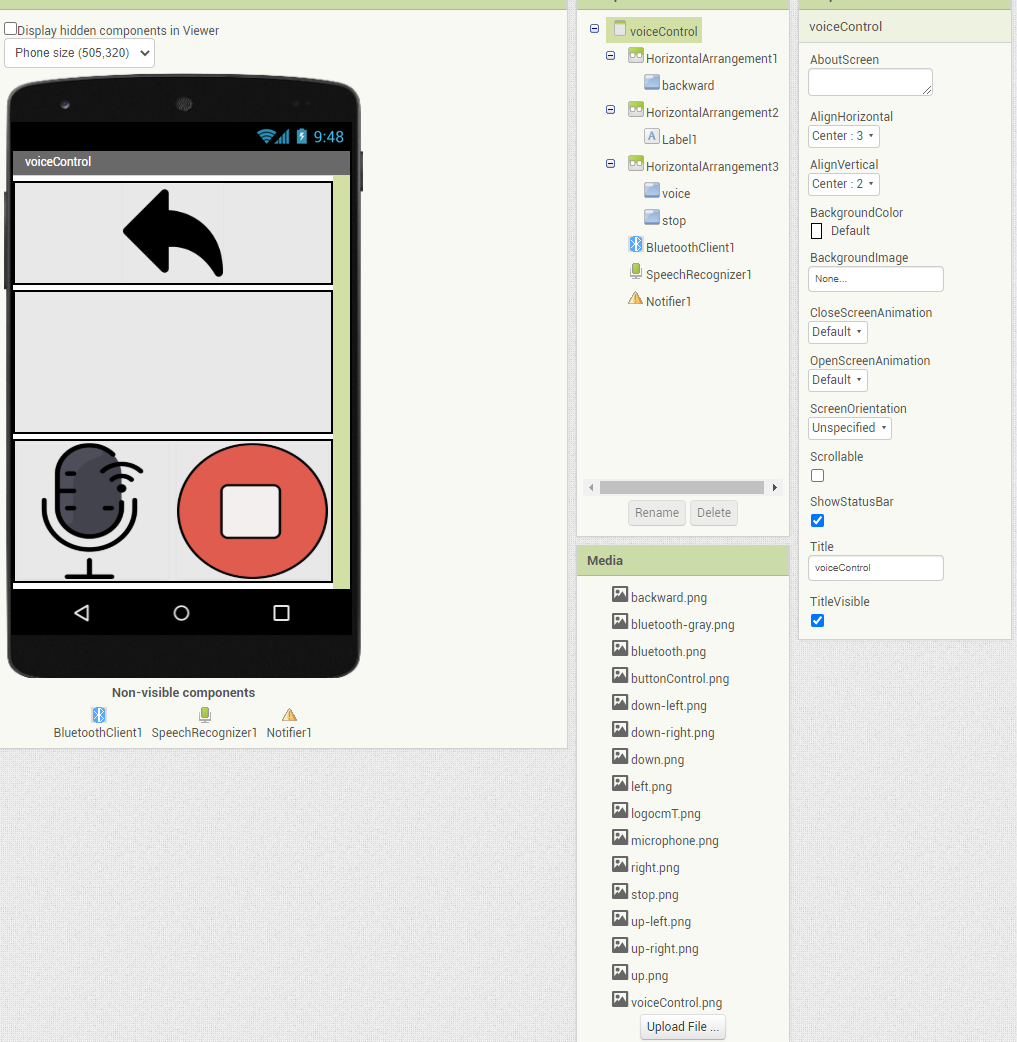 Display hidden components in Viewer
Phone size (505,320)
9:48
voiceControl
Non-visible components
BluetoothClient1
SpeechRecognizer1
Notifier1
voiceControl
HorizontalArrangement1
backward
HorizontalArrangement2
A
Label1
HorizontalArrangement3
voice
stop
BluetoothClient1
SpeechRecognizer1
Notifier1
Rename
Delete
Media
backward.png
bluetooth-gray.png
bluetooth.png
buttonControl.png
down-left.png
down-right.png
down.png
left.png
logocmT.png
microphone.png
right.png
stop.png
up-left.png
up-right.png
up.png
voiceControl.png
Upload File ...
voiceControl
AboutScreen
AlignHorizontal
Center : 3
AlignVertical
Center : 2
BackgroundColor
Default
BackgroundImage
None...
CloseScreenAnimation
Default
OpenScreenAnimation
Default
ScreenOrientation
Unspecified
Scrollable
ShowStatusBar
Title
voiceControl
TitleVisible